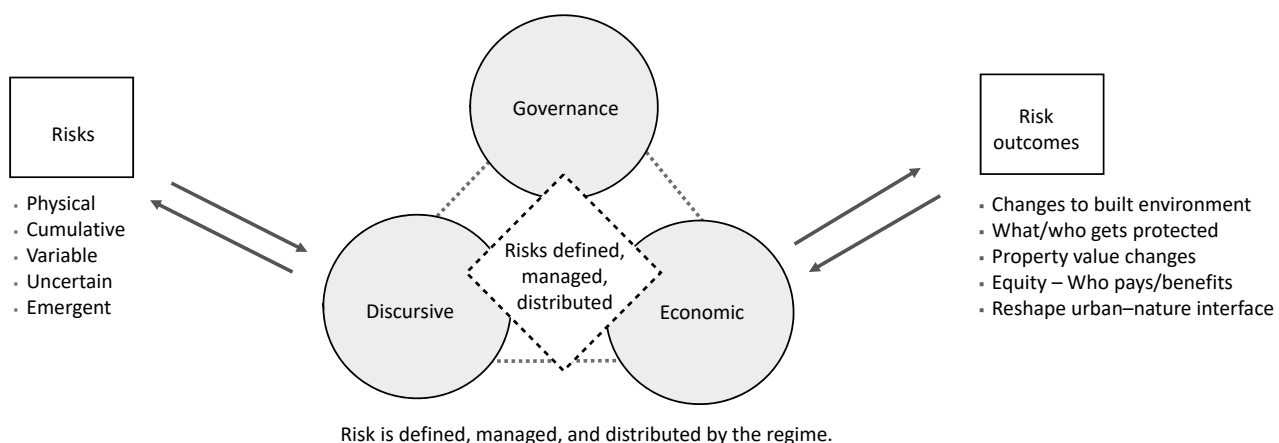 Governance
Risks
Risk
outcomes
▪ Physical
▪ Cumulative
▪ Variable
▪ Uncertain
▪ Emergent
Discursive
Risks defined,
managed,
distributed
Economic
▪ Changes to built environment
▪ What/who gets protected
▪ Property value changes
▪ Equity – Who pays/benefits
▪ Reshape urban–nature interface
Risk is defined, managed, and distributed by the regime.